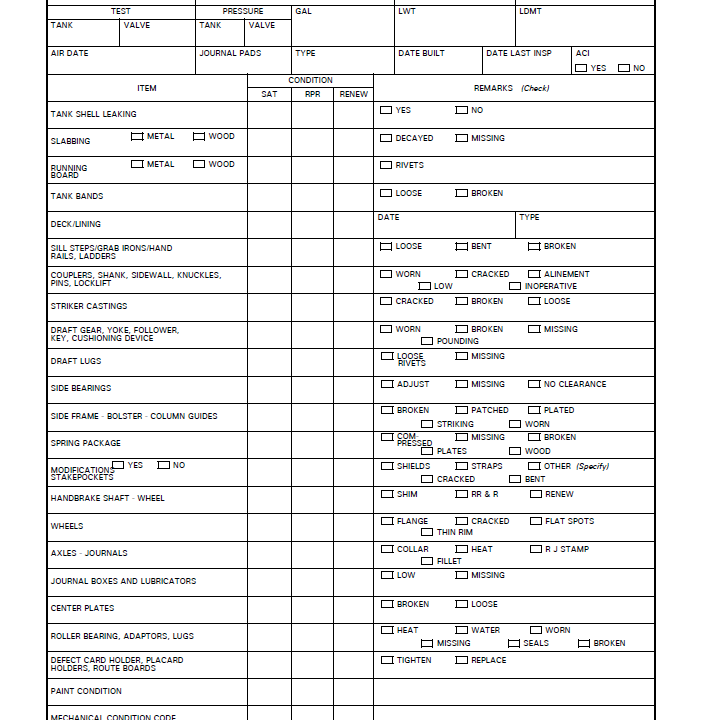 TEST PRESSURE GAL LWT LDMT
TANK VALVE TANK VALVE
AIR DATE JOURNAL PADS TYPE DATE BUILT DATE LAST INSP ACI
YES NO
ITEM CONDITION REMARKS (Check)
SAT RPR RENEW
TANK SHELL LEAKING YES NO
SLABBING METAL WOOD DECAYED MISSING
RUNNING BOARD METAL WOOD RIVETS
TANK BANDS LOOSE BROKEN
DECK/LINING DATE TYPE
SILL STEPS/GRAB IRONS/HAND LOOSE BENT BROKEN
RAILS, LADDERS
COUPLERS, SHANK, SIDEWALL, KNUCKLES, WORN CRACKED ALINEMENT
PINS, LOCKLIFT LOW INOPERATIVE
STRIKER CASTINGS CRACKED BROKEN LOOSE
DRAFT GEAR, YOKE, FOLLOWER, WORN BROKEN MISSING
KEY, CUSHIONING DEVICE POUNDING
DRAFT LUGS LOOSE RIVETS MISSING
SIDE BEARINGS ADJUST MISSING NO CLEARANCE
SIDE FRAME - BOLSTER - COLUMN GUIDES BROKEN PATCHED PLATED
STRIKING WORN
SPRING PACKAGE COM- PRESSED MISSING BROKEN
PLATES WOOD
MODIFICATIONS YES NO SHIELDS STRAPS OTHER (Specify)
STAKEPOCKETS CRACKED BENT
HANDBRAKE SHAFT - WHEEL SHIM RR & R RENEW
WHEELS FLANGE CRACKED FLAT SPOTS
THIN RIM
AXLES - JOURNALS COLLAR HEAT R J STAMP
FILLET
JOURNAL BOXES AND LUBRICATORS LOW MISSING
CENTER PLATES BROKEN LOOSE
ROLLER BEARING, ADAPTORS, LUGS HEAT WATER WORN
MISSING SEALS BROKEN
DEFECT CARD HOLDER, PLACARD TIGHTEN REPLACE
HOLDERS, ROUTE BOARDS
PAINT CONDITION
MECHANICAL CONDITION CODE